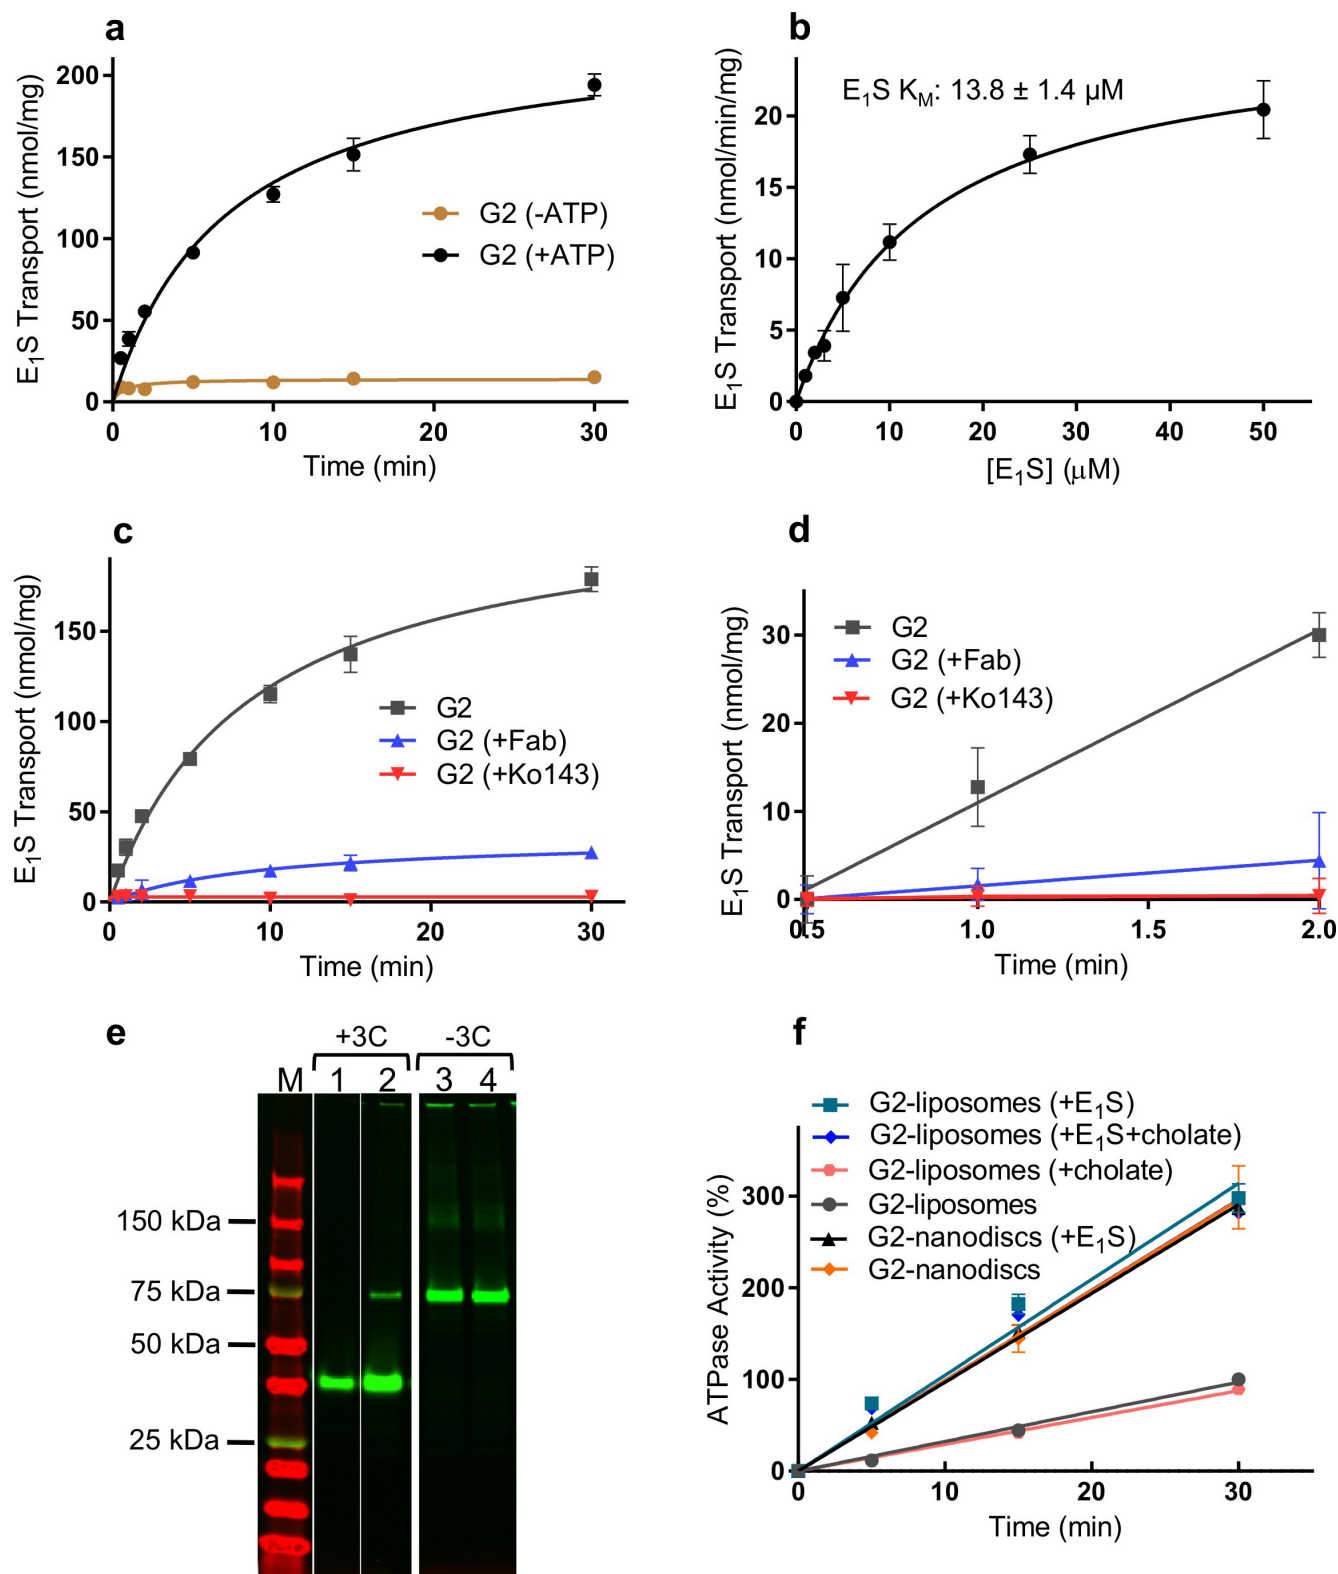 a
E₁S Transport (nmol/mg)
200
150
100
50
0
G2 (-ATP)
G2 (+ATP)
0 10 20 30
Time (min)
b
E₁S Transport (nmol/min/mg)
E₁S K_M: 13.8 ± 1.4 µM
20
15
10
5
0
0 10 20 30 40 50
[E₁S] (µM)
c
E₁S Transport (nmol/mg)
150
100
50
0
G2
G2 (+Fab)
G2 (+Ko143)
0 10 20 30
Time (min)
d
E₁S Transport (nmol/mg)
G2
G2 (+Fab)
G2 (+Ko143)
30
20
10
0
0.5 1.0 1.5 2.0
Time (min)
e
+3C -3C
M 1 2 3 4
150 kDa
75 kDa
50 kDa
25 kDa
f
G2-liposomes (+E₁S)
G2-liposomes (+E₁S+cholate)
G2-liposomes (+cholate)
G2-liposomes
G2-nanodiscs (+E₁S)
G2-nanodiscs
ATPase Activity (%)
300
200
100
0
0 10 20 30
Time (min)